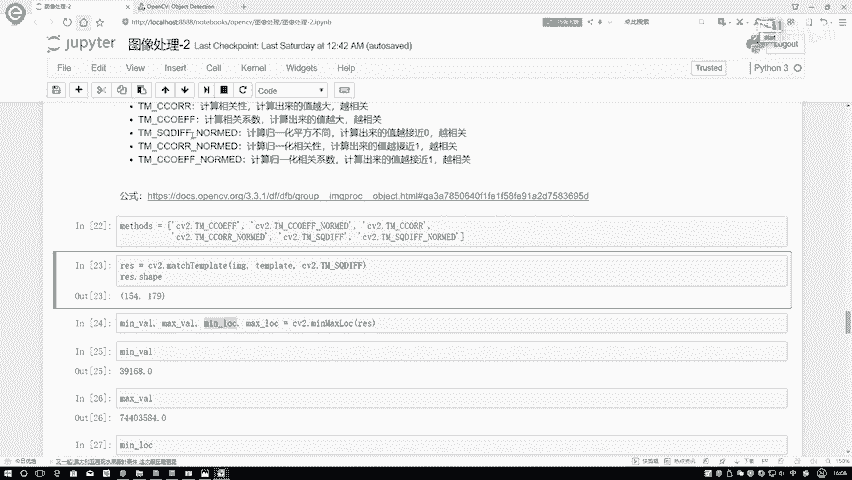 图像处理-2
OpenCV: Object Detection
http://localhost:8888/notebooks/opencv/图像处理/图像处理-2.ipynb
jupyter 图像处理-2 Last Checkpoint: Last Saturday at 12:42 AM (autosaved)
Logout
File Edit View Insert Cell Kernel Widgets Help
Trusted
Python 3
Code
TM_CCORR：计算相关性，计算出来的值越大，越相关
TM_CCOEFF：计算相关系数，计算出来的值越大，越相关
TM_SQDIFF_NORMED：计算归一化平方不同，计算出来的值越接近0，越相关
TM_CCORR_NORMED：计算归一化相关性，计算出来的值越接近1，越相关
TM_CCOEFF_NORMED：计算归一化相关系数，计算出来的值越接近1，越相关
公式：https://docs.opencv.org/3.3.1/df/dfb/group__imgproc__object.html#ga3a7850640f1fe1f58fe91a2d7583695d
In [22]: methods = ['cv2.TM_CCOEFF', 'cv2.TM_CCOEFF_NORMED', 'cv2.TM_CCORR',
'cv2.TM_CCORR_NORMED', 'cv2.TM_SQDIFF', 'cv2.TM_SQDIFF_NORMED']
In [23]: res = cv2.matchTemplate(img, template, cv2.TM_SQDIFF)
res.shape
Out[23]: (154, 179)
In [24]: min_val, max_val, min_loc, max_loc = cv2.minMaxLoc(res)
In [25]: min_val
Out[25]: 39168.0
In [26]: max_val
Out[26]: 74403584.0
In [27]: min_loc
150%
16:06